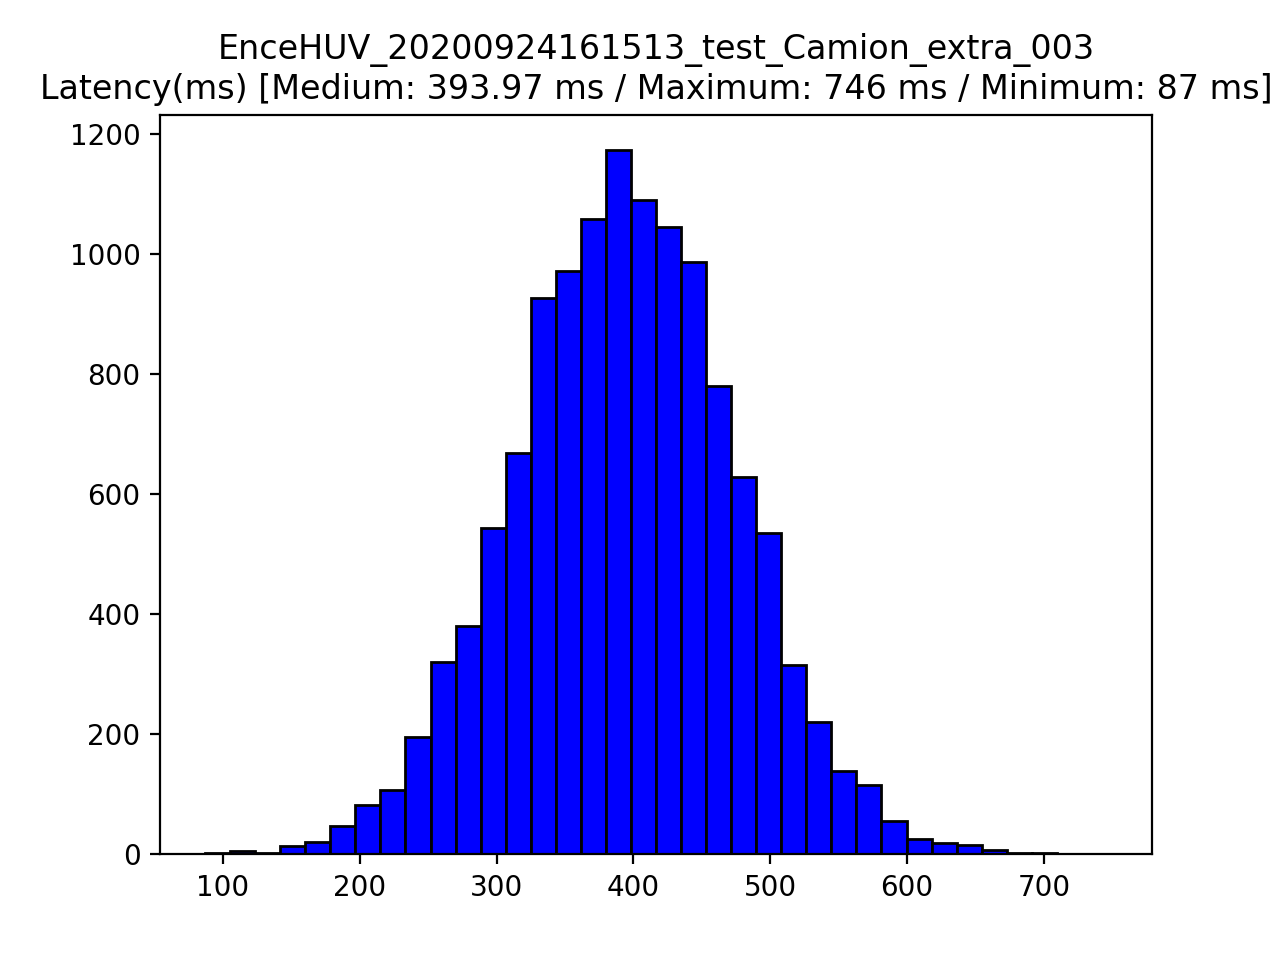 EnceHUV_20200924161513_test_Camion_extra_003
Latency(ms) [Medium: 393.97 ms / Maximum: 746 ms / Minimum: 87 ms]
1200
1000
800
600
400
200
0
100 200 300 400 500 600 700